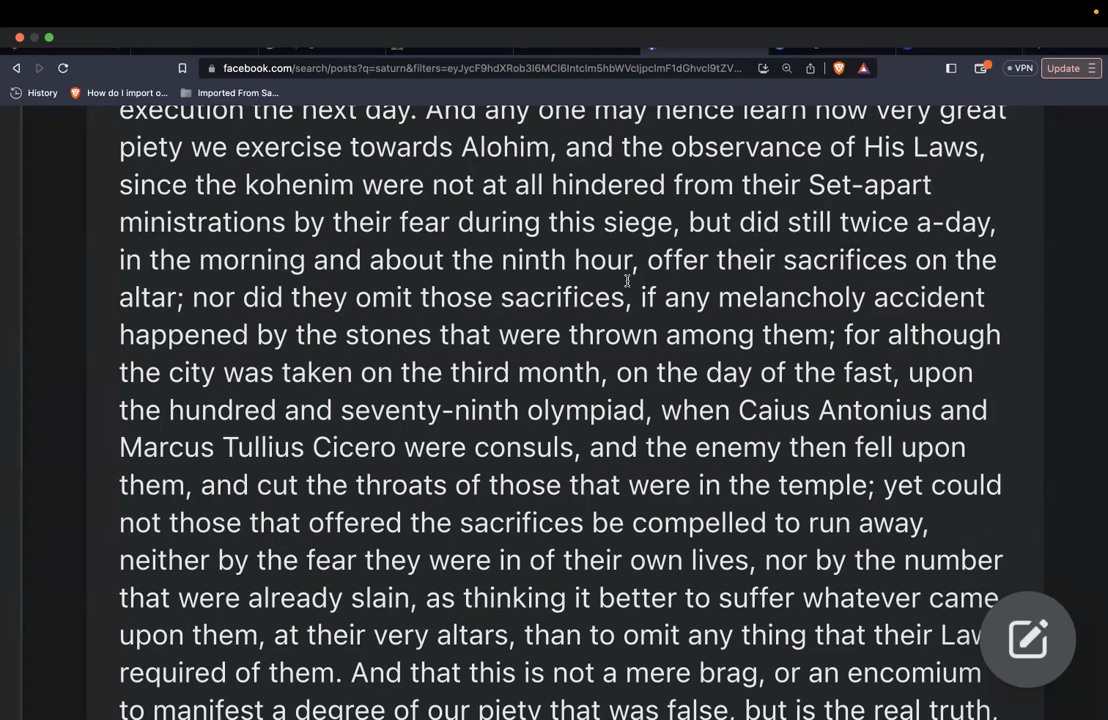 facebook.com/search/posts?q=saturn&filters=eyJycF9hdXRob3I6MCI6Intclm5hbWVcIjpcImF1dGhvcl9tZV...
VPN
Update
History
How do I import o...
Imported From Sa...
execution the next day. And any one may hence learn how very great
piety we exercise towards Alohim, and the observance of His Laws,
since the kohenim were not at all hindered from their Set-apart
ministrations by their fear during this siege, but did still twice a-day,
in the morning and about the ninth hour, offer their sacrifices on the
altar; nor did they omit those sacrifices, if any melancholy accident
happened by the stones that were thrown among them; for although
the city was taken on the third month, on the day of the fast, upon
the hundred and seventy-ninth olympiad, when Caius Antonius and
Marcus Tullius Cicero were consuls, and the enemy then fell upon
them, and cut the throats of those that were in the temple; yet could
not those that offered the sacrifices be compelled to run away,
neither by the fear they were in of their own lives, nor by the number
that were already slain, as thinking it better to suffer whatever came
upon them, at their very altars, than to omit any thing that their Law
required of them. And that this is not a mere brag, or an encomium
to manifest a degree of our piety that was false, but is the real truth,